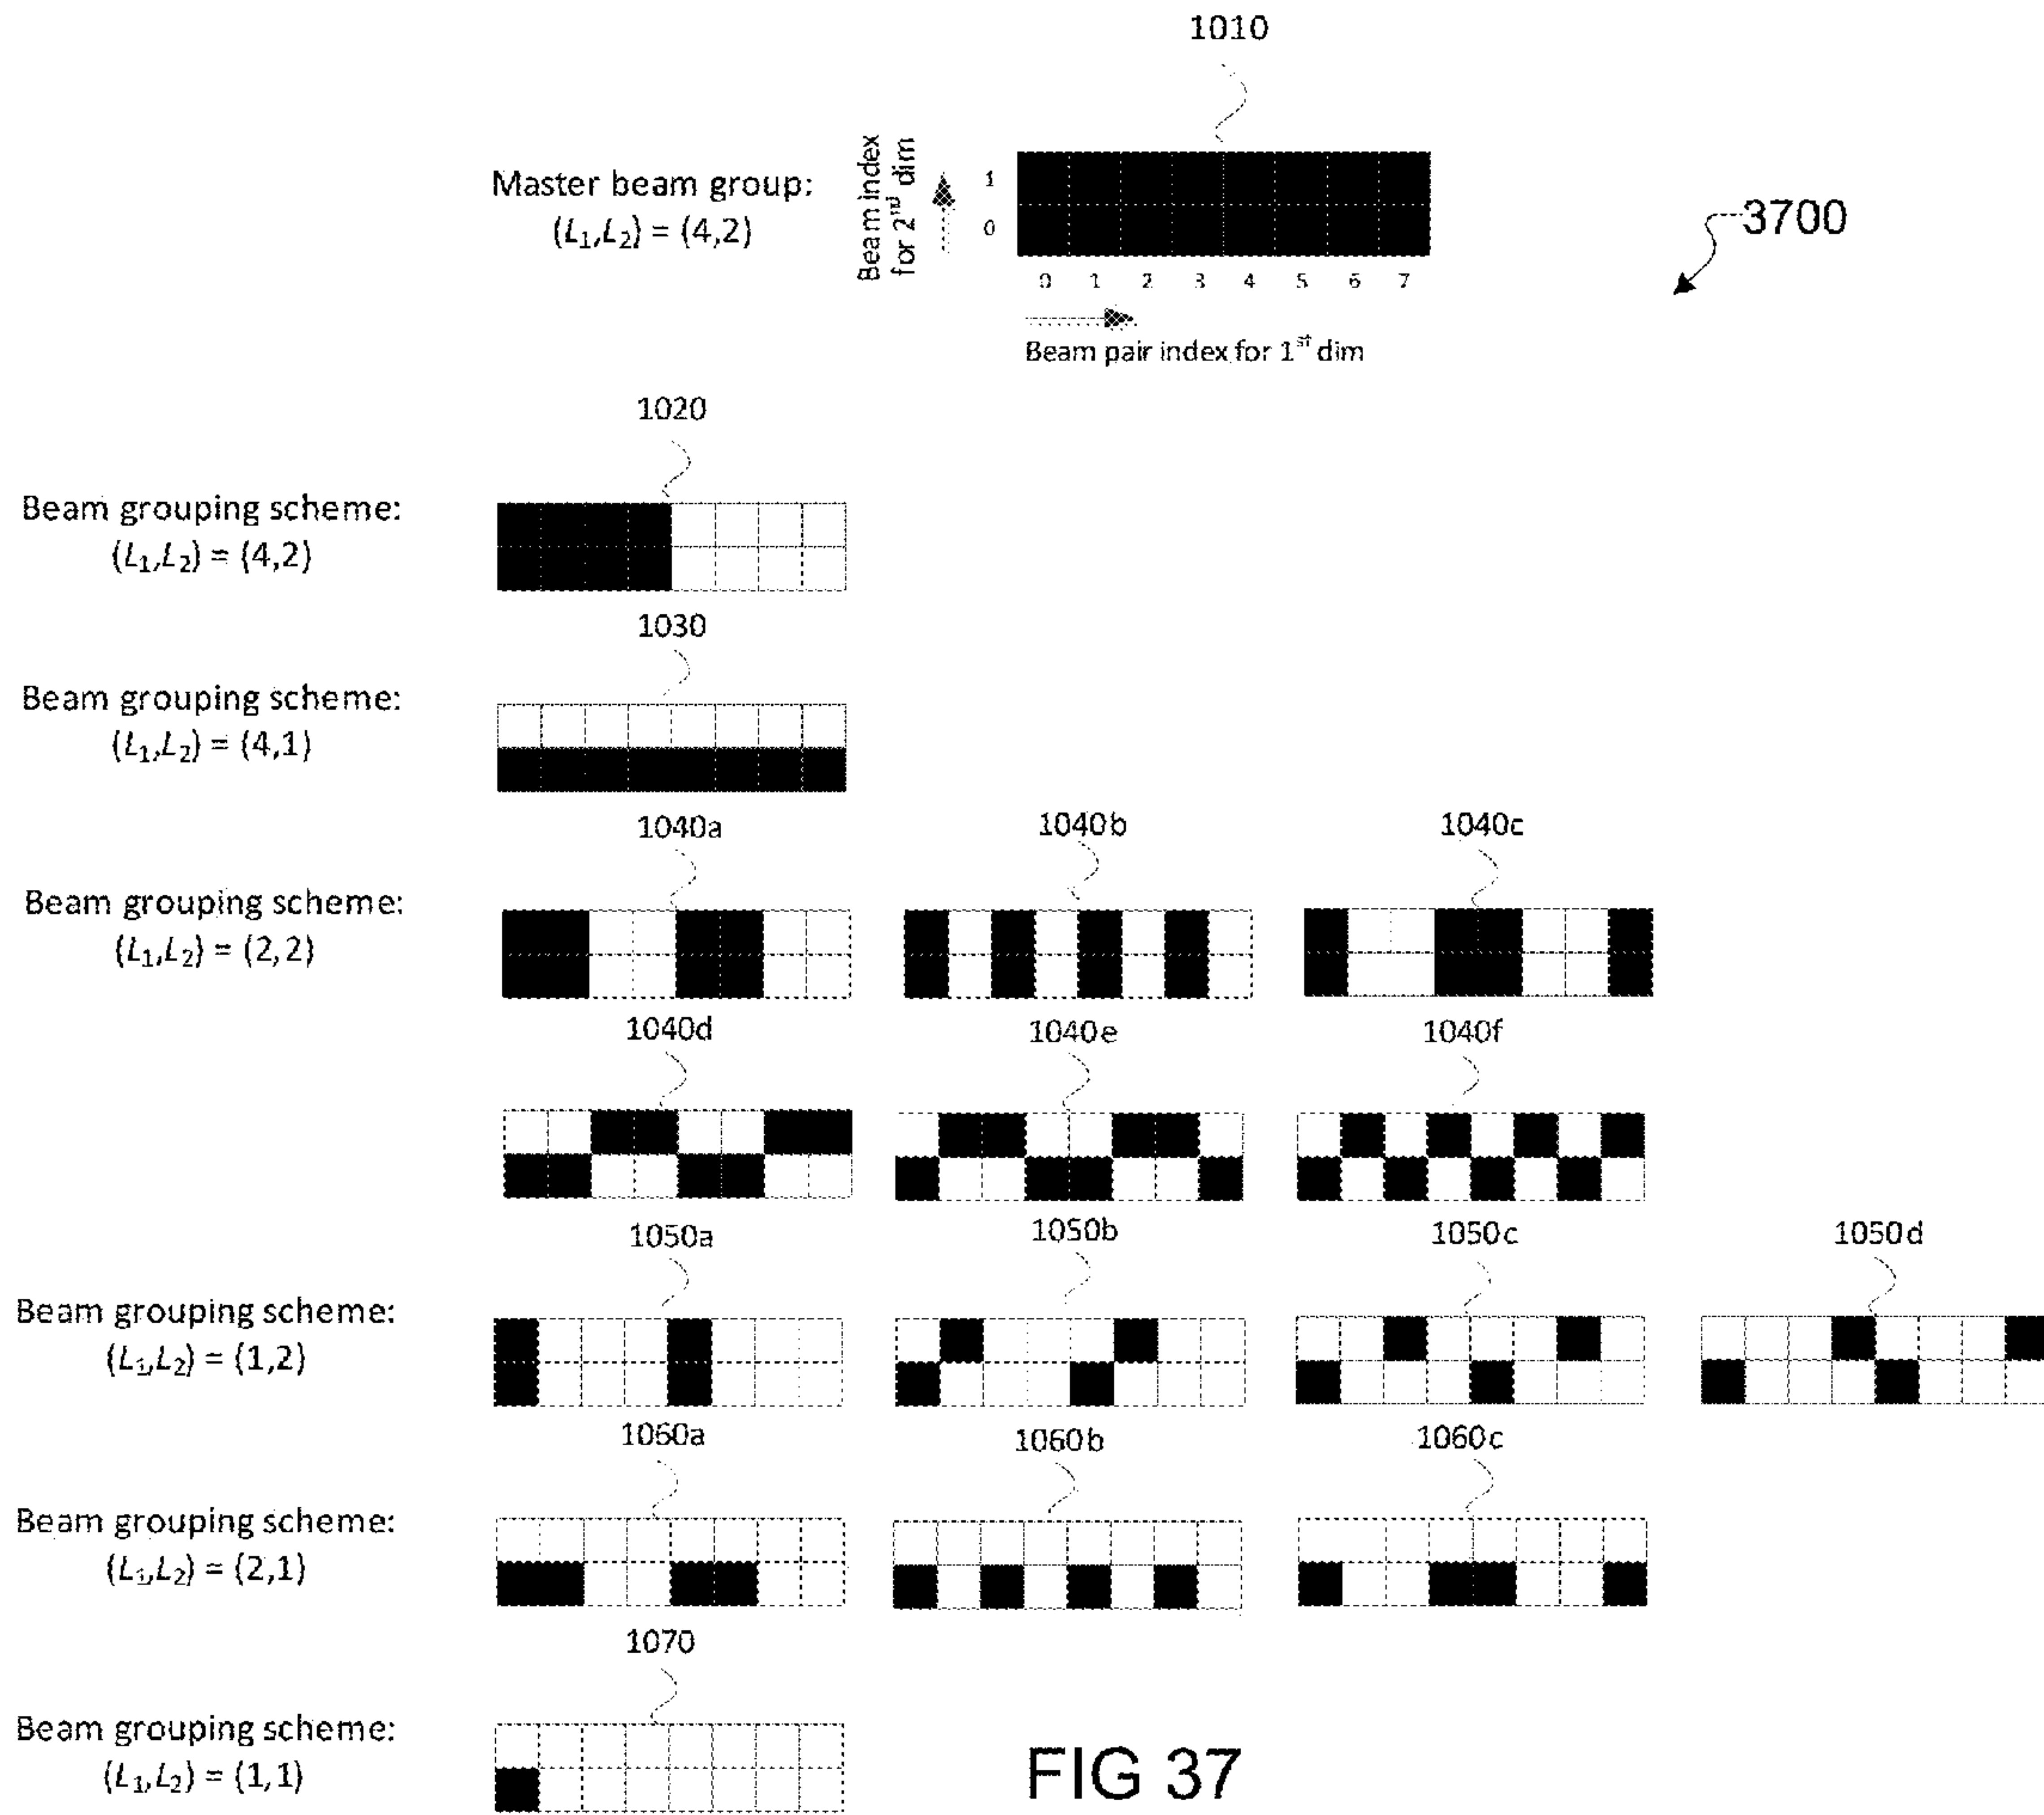 1010
Master beam group:
(L1,L2) = (4,2)
Beam index
for 2nd dim
1
0
3700
0 1 2 3 4 5 6 7
Beam pair index for 1st dim
1020
Beam grouping scheme:
(L1,L2) = (4,2)
1030
Beam grouping scheme:
(L1,L2) = (4,1)
1040a 1040b 1040c
Beam grouping scheme:
(L1,L2) = (2,2)
1040d 1040e 1040f
1050a 1050b 1050c 1050d
Beam grouping scheme:
(L1,L2) = (1,2)
1060a 1060b 1060c
Beam grouping scheme:
(L1,L2) = (2,1)
1070
Beam grouping scheme:
(L1,L2) = (1,1)
FIG 37